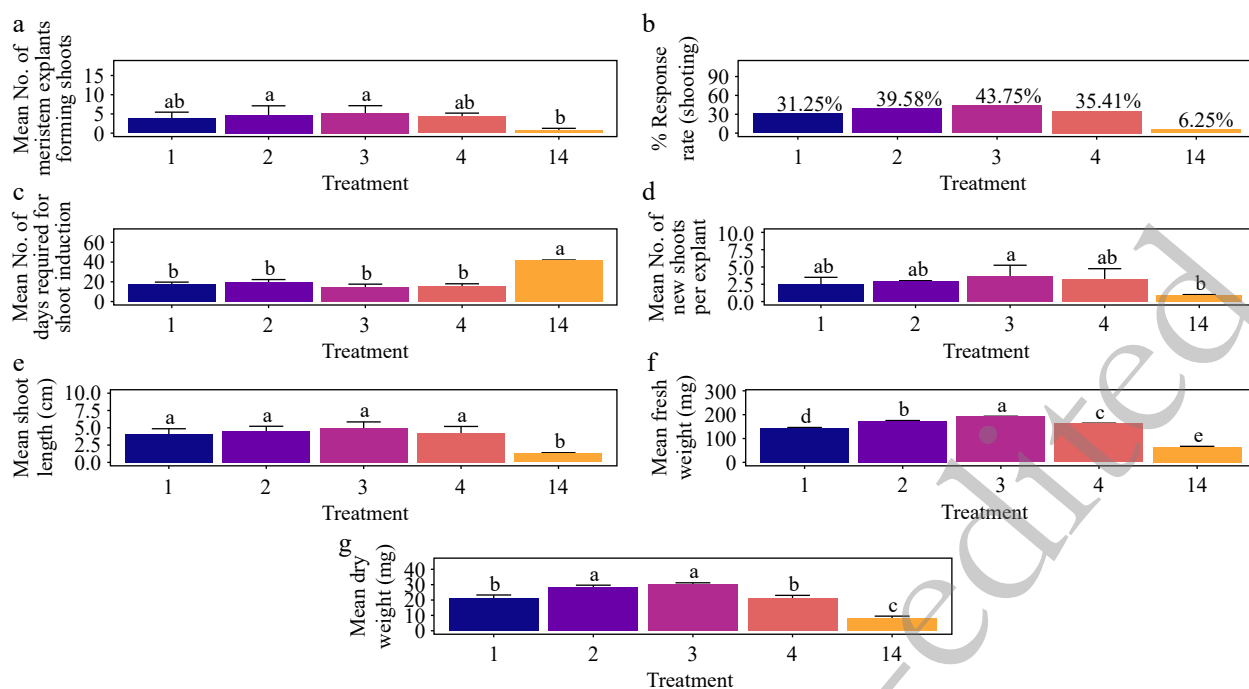 a
Mean No. of
meristem explants
forming shoots
15
10
5
0
ab
a
a
ab
b
1
2
3
4
14
Treatment
b
% Response
rate (shooting)
90
60
30
0
31.25%
39.58%
43.75%
35.41%
6.25%
1
2
3
4
14
Treatment
c
Mean No. of
days required for
shoot induction
60
40
20
0
b
b
b
b
a
1
2
3
4
14
Treatment
d
Mean No. of
new shoots
per explant
10.0
7.5
5.0
2.5
0.0
ab
ab
a
ab
b
1
2
3
4
14
Treatment
e
Mean shoot
length (cm)
10.0
7.5
5.0
2.5
0.0
a
a
a
a
b
1
2
3
4
14
Treatment
f
Mean fresh
weight (mg)
300
200
100
0
d
b
a
c
e
1
2
3
4
14
Treatment
g
Mean dry
weight (mg)
40
30
20
10
0
b
a
a
b
c
1
2
3
4
14
Treatment
-edited